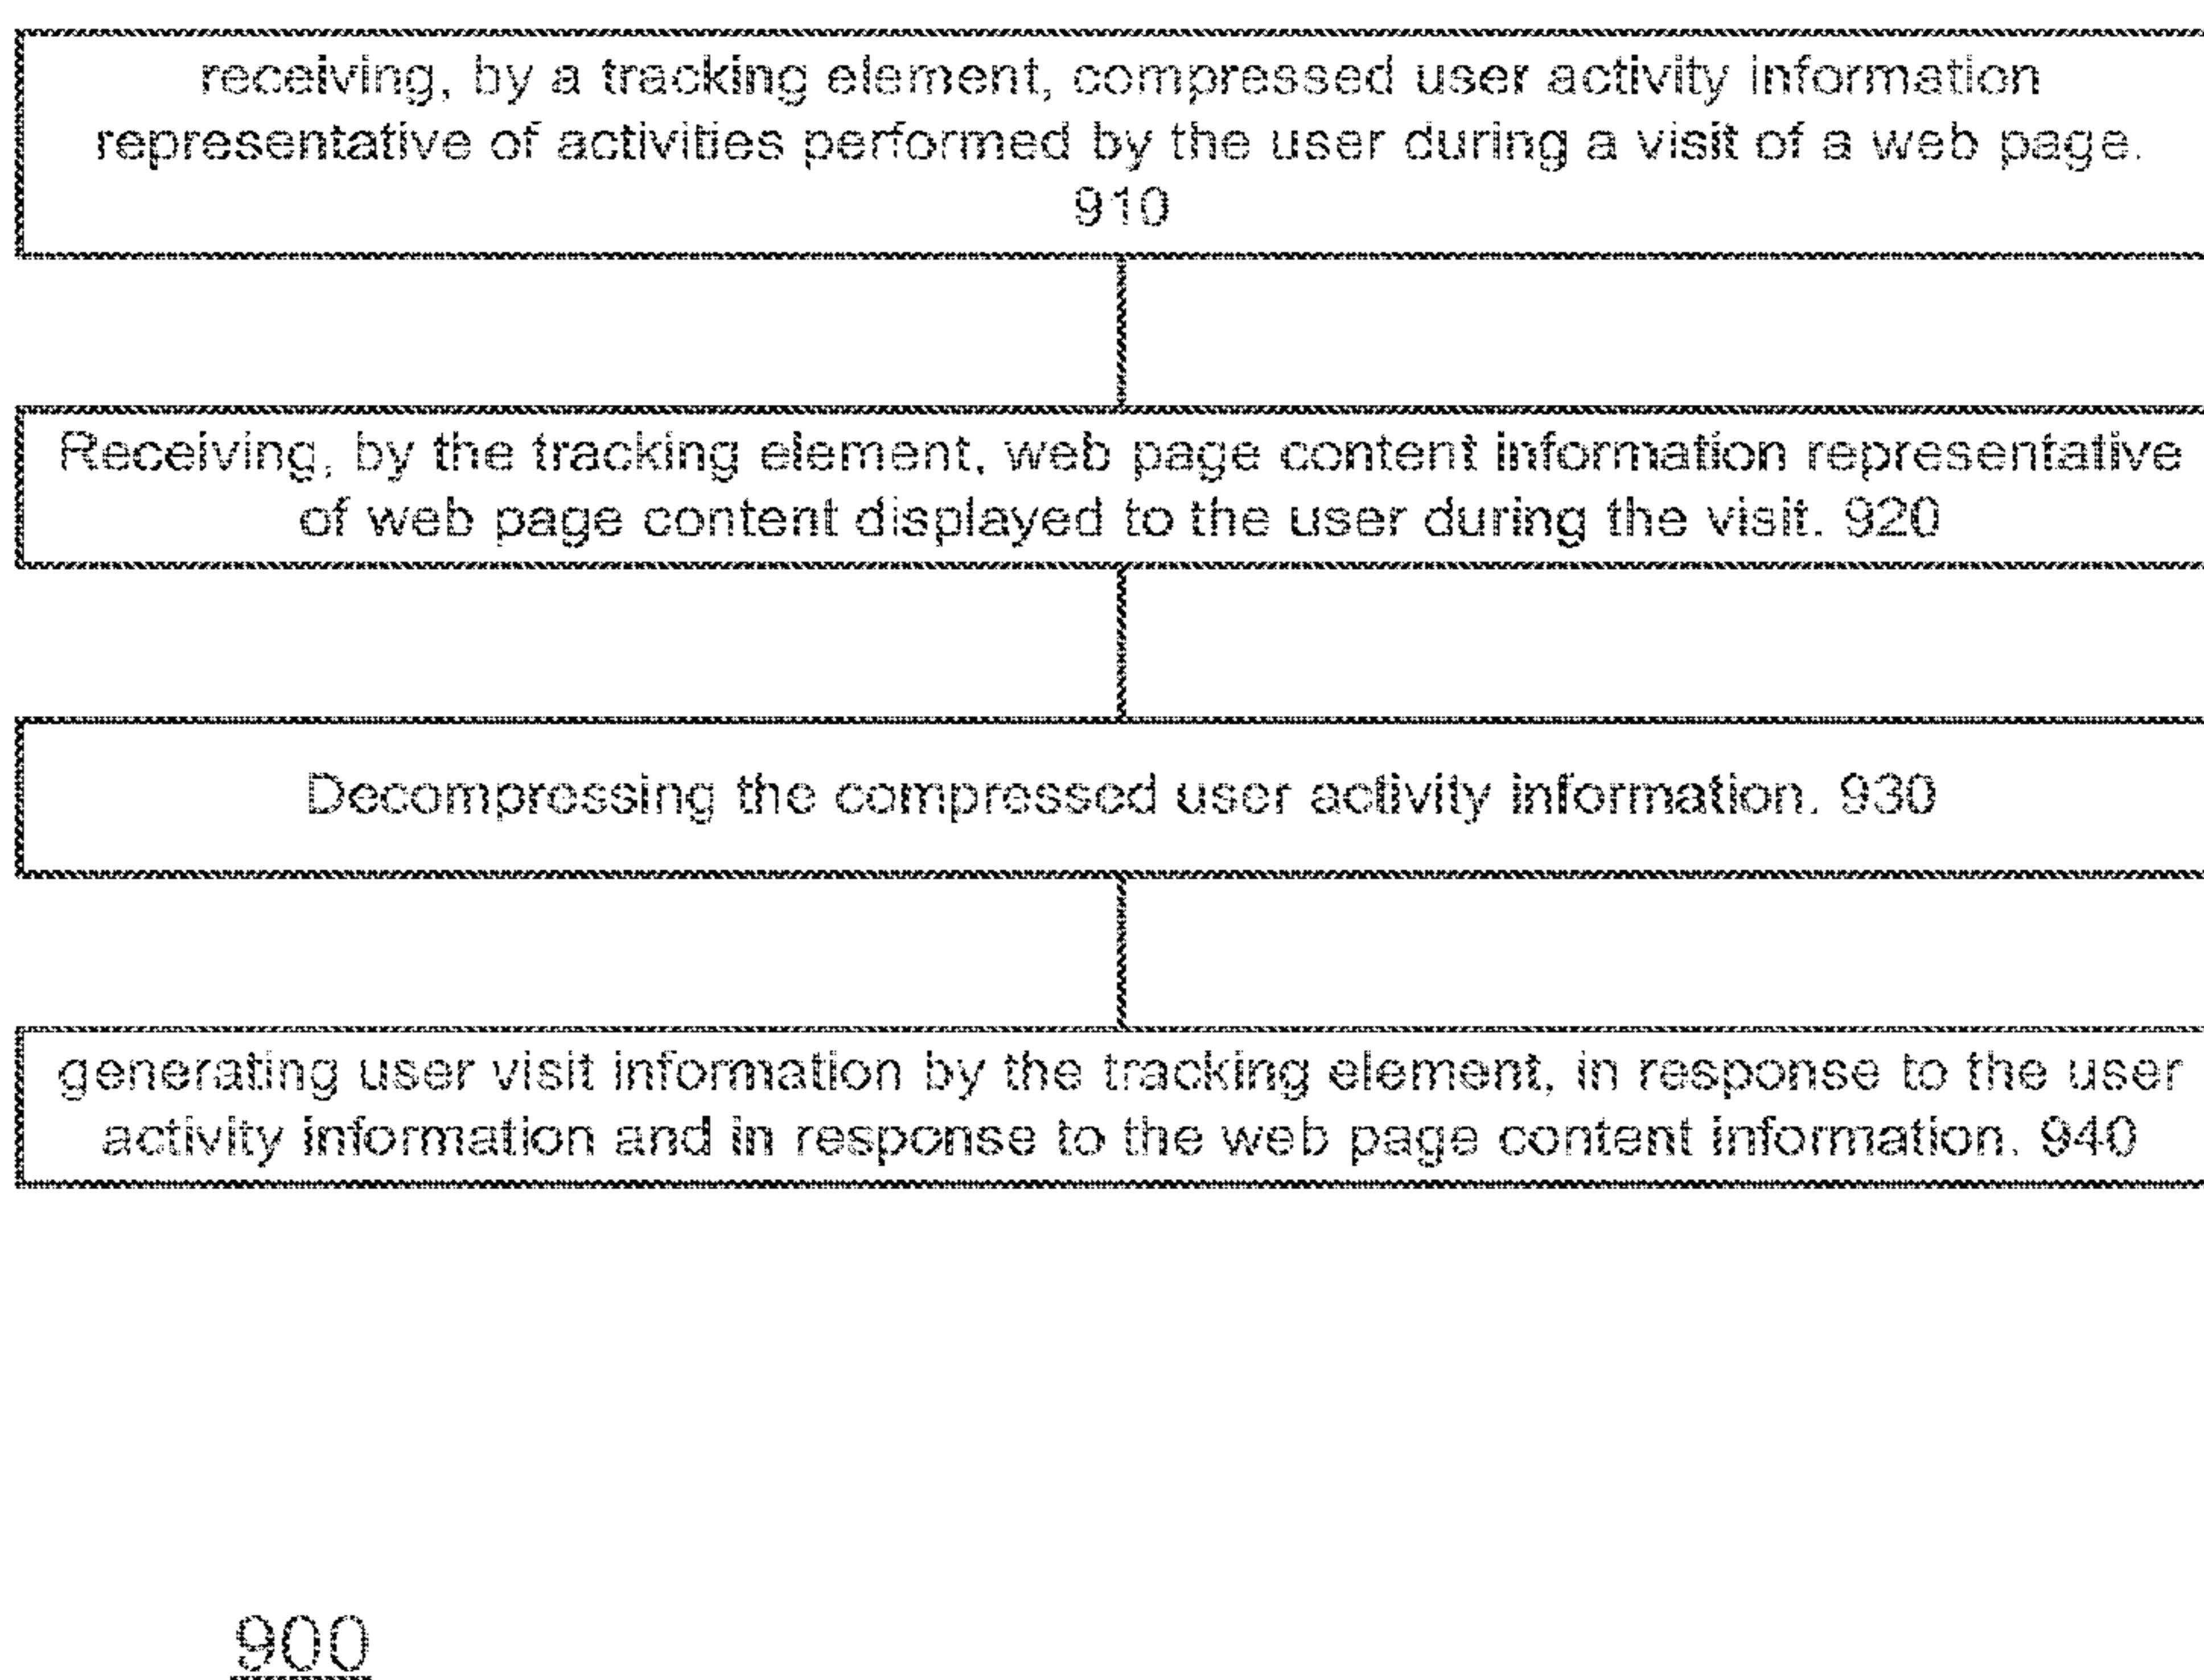 receiving, by a tracking element, compressed user activity information
representative of activities performed by the user during a visit of a web page.
910
Receiving, by the tracking element, web page content information representative
of web page content displayed to the user during the visit. 920
Decompressing the compressed user activity information. 930
generating user visit information by the tracking element, in response to the user
activity information and in response to the web page content information. 940
900